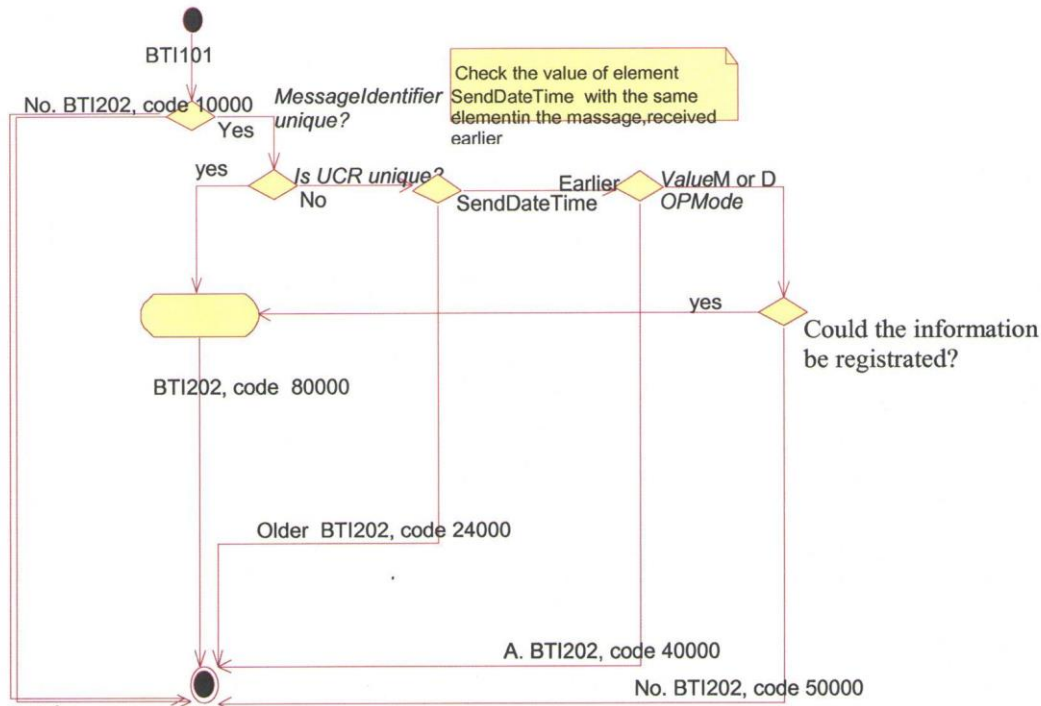 BTI101
No. BTI202, code 10000
MessageIdentifier
unique?
Yes
Check the value of element
SendDateTime with the same
elementin the massage,received
earlier
yes
Is UCR unique?
No
SendDateTime
Earlier
ValueM or D
OPMode
yes
Could the information
be registrated?
BTI202, code 80000
Older BTI202, code 24000
A. BTI202, code 40000
No. BTI202, code 50000